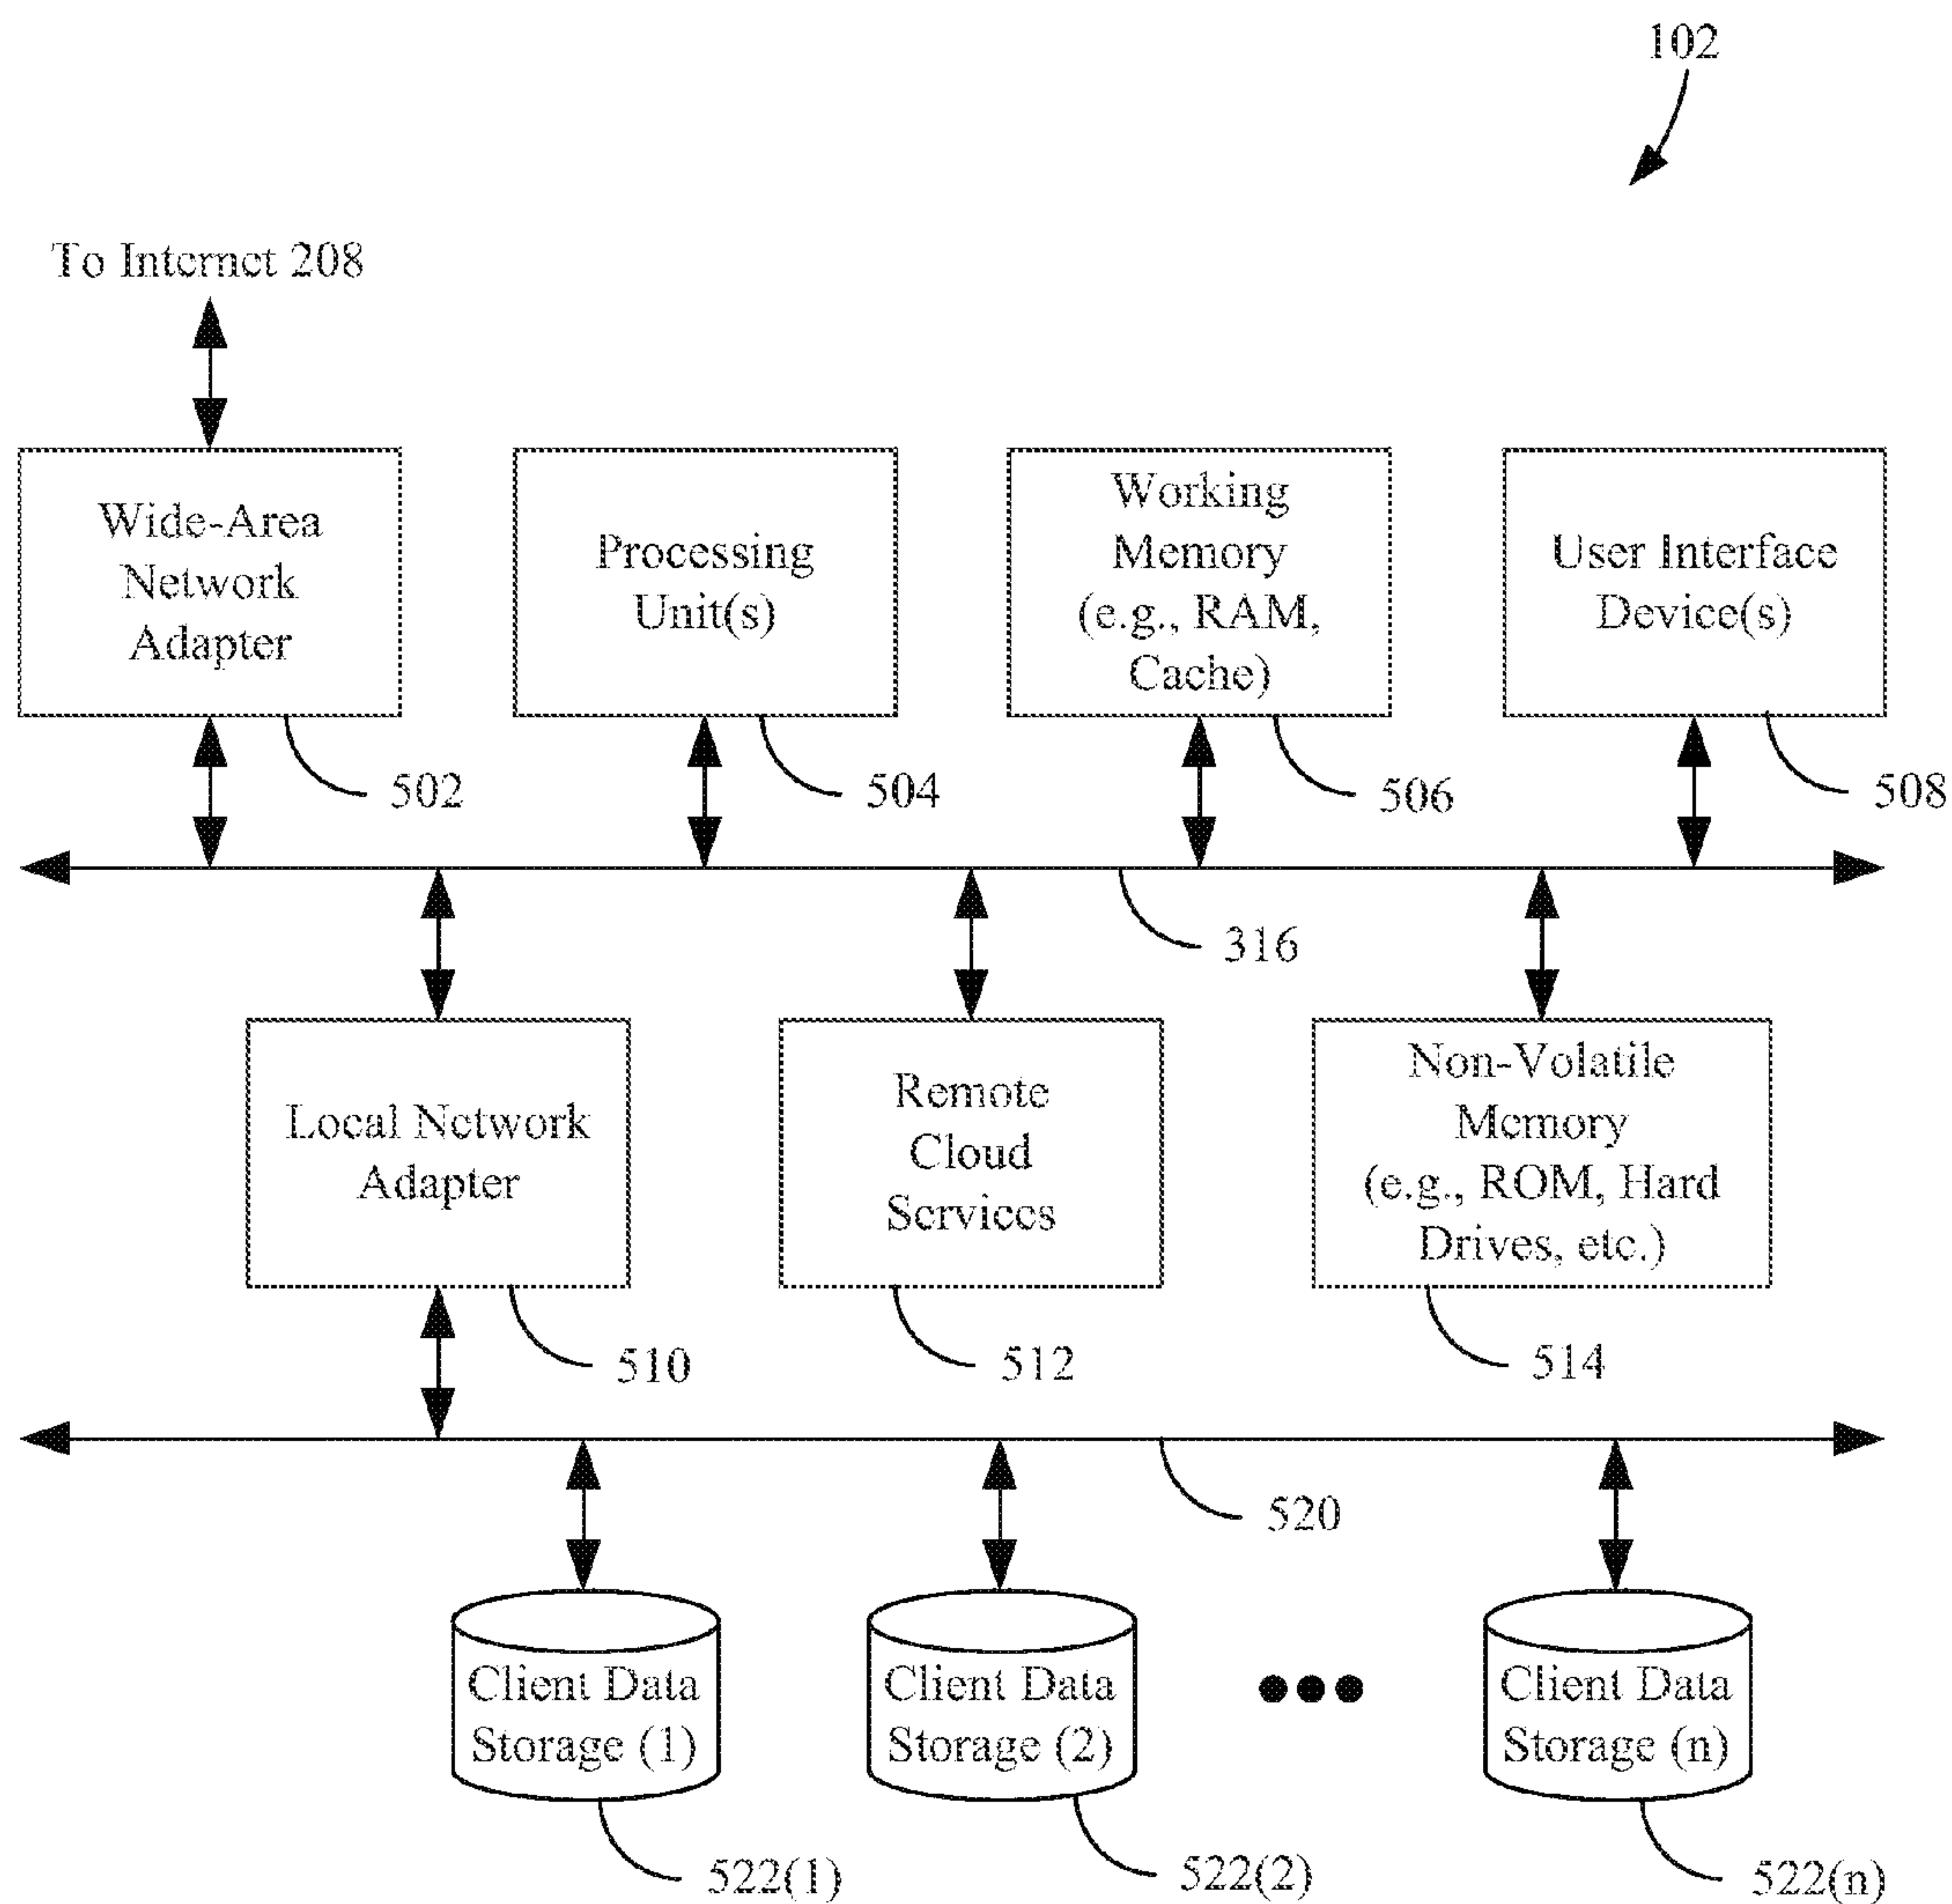 102
To Internet 208
Wide-Area
Network
Adapter
Processing
Unit(s)
Working
Memory
(e.g., RAM,
Cache)
User Interface
Device(s)
502
504
506
508
316
Local Network
Adapter
Remote
Cloud
Services
Non-Volatile
Memory
(e.g., ROM, Hard
Drives, etc.)
510
512
514
520
Client Data
Storage (1)
Client Data
Storage (2)
Client Data
Storage (n)
522(1)
522(2)
522(n)